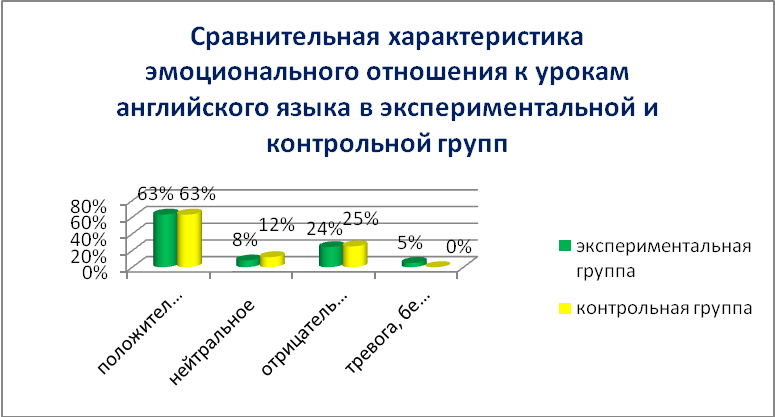 Сравнительная характеристика
эмоционального отношения к урокам
английского языка в экспериментальной и
контрольной групп
63% 63%
8% 12%
24% 25%
5% 0%
80%
60%
40%
20%
0%
положител...
нейтральное
отрицатель...
тревога, бе...
экспериментальная
группа
контрольная группа